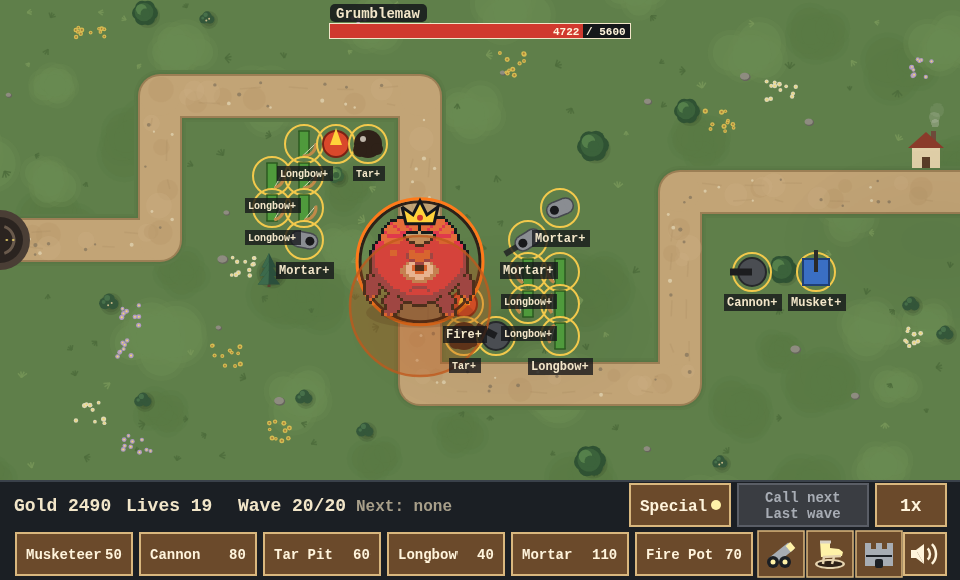 Grumblemaw
4722 / 5600
Longbow+
Tar+
Longbow+
Longbow+
Mortar+
Mortar+
Mortar+
Longbow+
Cannon+
Musket+
Fire+
Longbow+
Tar+
Longbow+
Gold 2490 Lives 19 Wave 20/20 Next: none
Special
Call next
Last wave
1x
Musketeer 50
Cannon 80
Tar Pit 60
Longbow 40
Mortar 110
Fire Pot 70